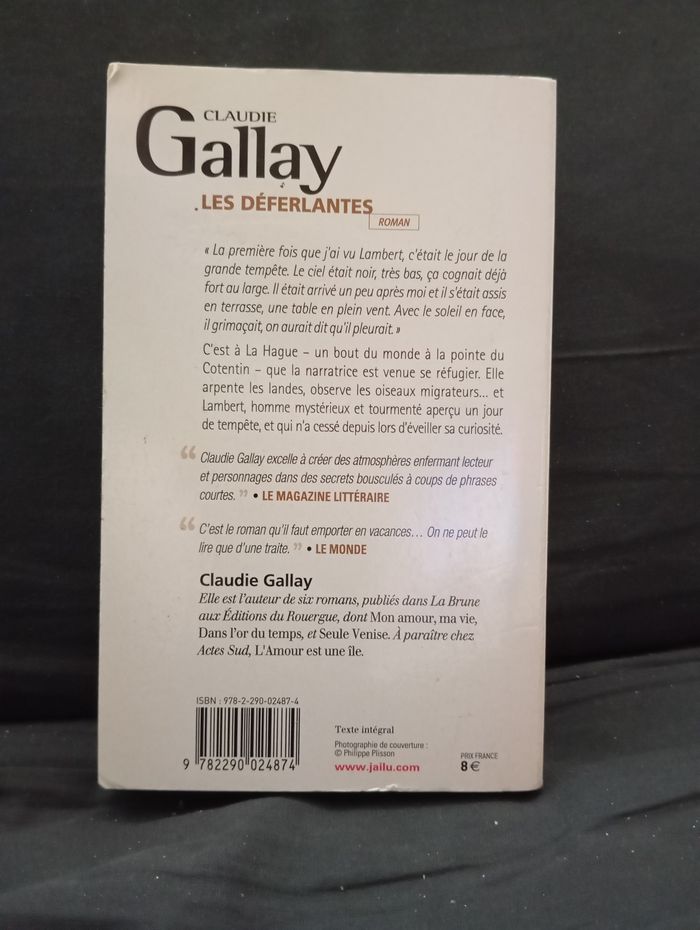 CLAUDIE
Gallay
. LES DÉFERLANTES
ROMAN
« La première fois que j'ai vu Lambert, c'était le jour de la
grande tempête. Le ciel était noir, très bas, ça cognait déjà
fort au large. Il était arrivé un peu après moi et il s'était assis
en terrasse, une table en plein vent. Avec le soleil en face,
il grimaçait, on aurait dit qu'il pleurait. »
C'est à La Hague – un bout du monde à la pointe du
Cotentin – que la narratrice est venue se réfugier. Elle
arpente les landes, observe les oiseaux migrateurs... et
Lambert, homme mystérieux et tourmenté aperçu un jour
de tempête, et qui n'a cessé depuis lors d'éveiller sa curiosité.
“ Claudie Gallay excelle à créer des atmosphères enfermant lecteur
et personnages dans des secrets bousculés à coups de phrases
courtes. ” • LE MAGAZINE LITTÉRAIRE
“ C'est le roman qu'il faut emporter en vacances... On ne peut le
lire que d'une traite. ” • LE MONDE
Claudie Gallay
Elle est l'auteur de six romans, publiés dans La Brune
aux Éditions du Rouergue, dont Mon amour, ma vie,
Dans l'or du temps, et Seule Venise. À paraître chez
Actes Sud, L'Amour est une île.
ISBN : 978-2-290-02487-4
9 782290 024874
Texte intégral
Photographie de couverture :
© Philippe Plisson
www.jailu.com
PRIX FRANCE
8 €